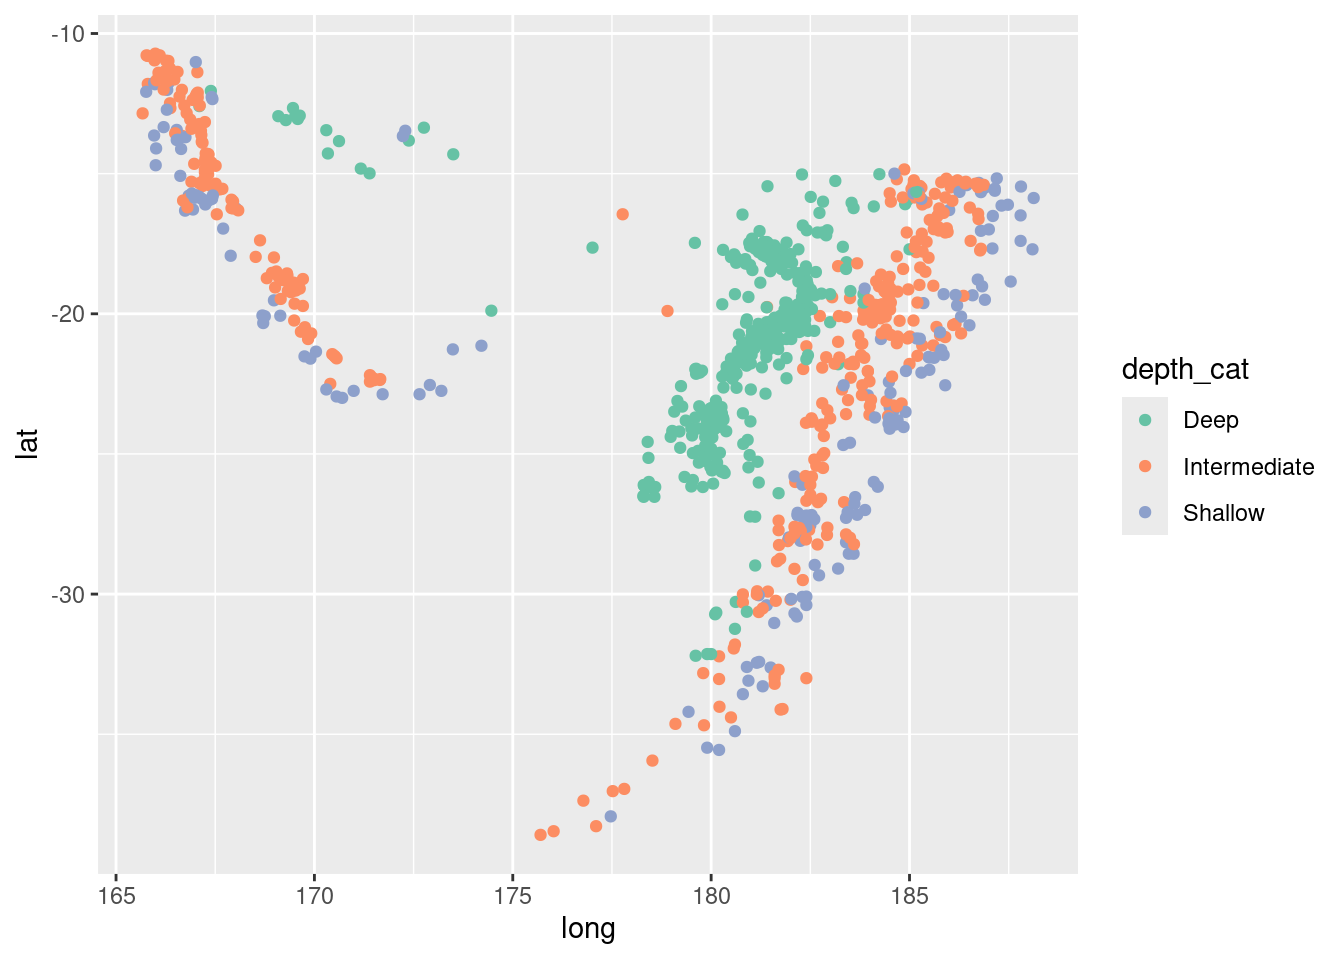 -10
-20
-30
lat
165 170 175 180 185
long
depth_cat
Deep
Intermediate
Shallow